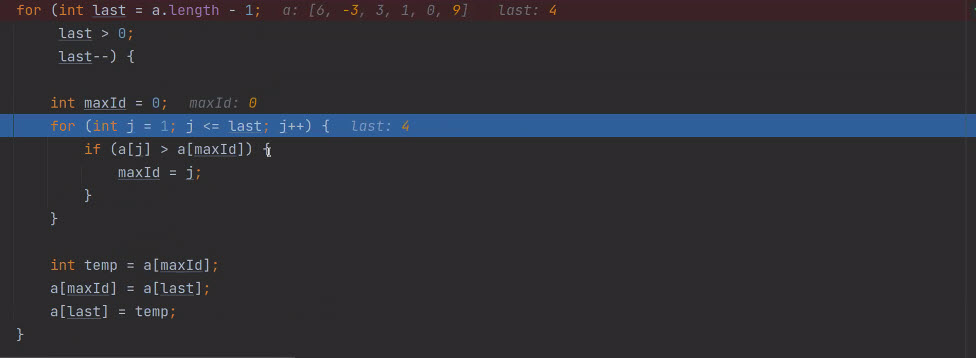 for (int last = a.length - 1;   a: [6, -3, 3, 1, 0, 9]   last: 4
     last > 0;
     last--) {
    int maxId = 0;   maxId: 0
    for (int j = 1; j <= last; j++) {   last: 4
        if (a[j] > a[maxId]) {
            maxId = j;
        }
    }
    int temp = a[maxId];
    a[maxId] = a[last];
    a[last] = temp;
}